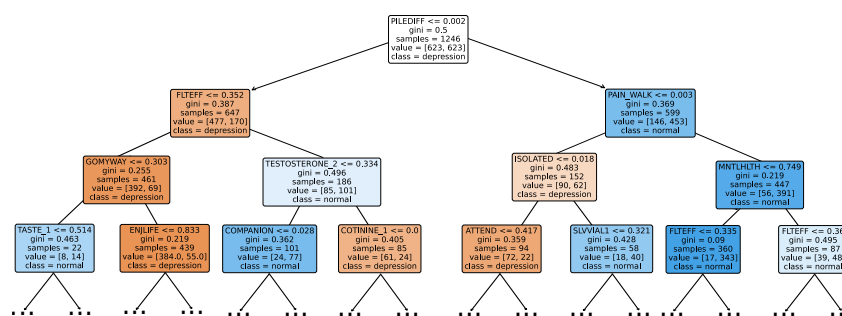 PILEDIFF <= 0.002
gini = 0.5
samples = 1246
value = [623, 623]
class = depression
FLTEFF <= 0.352
gini = 0.387
samples = 647
value = [477, 170]
class = depression
PAIN_WALK <= 0.003
gini = 0.369
samples = 599
value = [146, 453]
class = normal
GOMYWAY <= 0.303
gini = 0.255
samples = 461
value = [392, 69]
class = depression
TESTOSTERONE_2 <= 0.334
gini = 0.496
samples = 186
value = [85, 101]
class = normal
ISOLATED <= 0.018
gini = 0.483
samples = 152
value = [90, 62]
class = depression
MNTLHLTH <= 0.749
gini = 0.219
samples = 447
value = [56, 391]
class = normal
TASTE_1 <= 0.514
gini = 0.463
samples = 22
value = [8, 14]
class = normal
ENJLIFE <= 0.833
gini = 0.219
samples = 439
value = [384.0, 55.0]
class = depression
COMPANION <= 0.028
gini = 0.362
samples = 101
value = [24, 77]
class = normal
COTININE_1 <= 0.0
gini = 0.405
samples = 85
value = [61, 24]
class = depression
ATTEND <= 0.417
gini = 0.359
samples = 94
value = [72, 22]
class = depression
SLVVIAL1 <= 0.321
gini = 0.428
samples = 58
value = [18, 40]
class = normal
FLTEFF <= 0.335
gini = 0.09
samples = 360
value = [17, 343]
class = normal
FLTEFF <= 0.36
gini = 0.495
samples = 87
value = [39, 48
class = normal
... ... ... ... ... ... ... ... ... ... ... ... ... ... ... ...